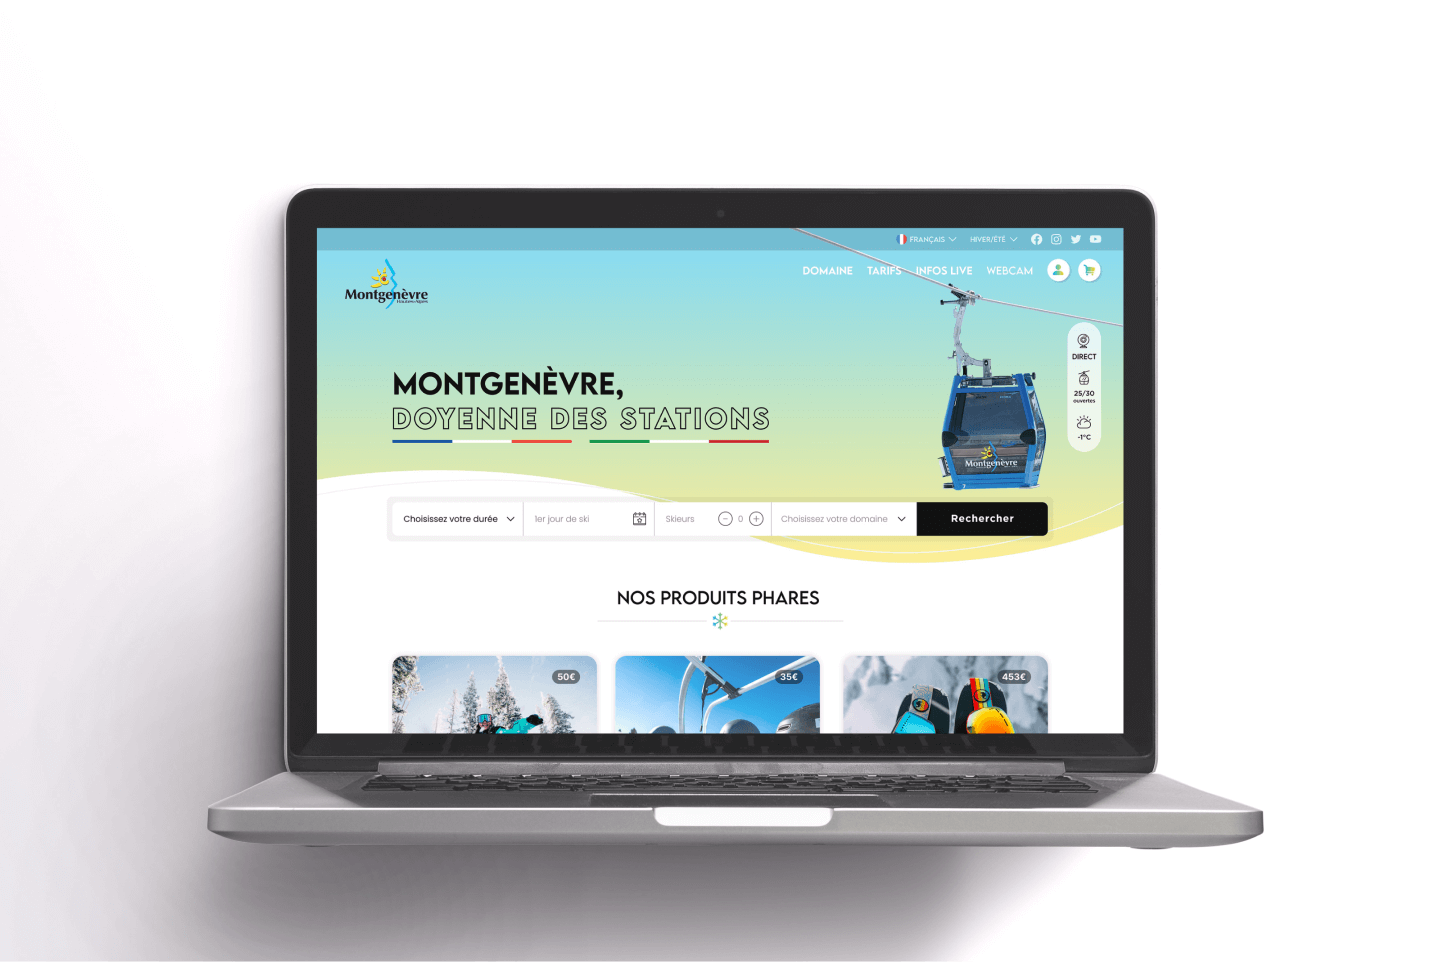 FRANÇAIS
HIVER/ÉTÉ
DOMAINE TARIFS INFOS LIVE WEBCAM
Montgenèvre
Hautes-Alpes
DIRECT
25/30
ouvertes
-1°C
MONTGENÈVRE,
DOYENNE DES STATIONS
Montgenèvre
Choisissez votre durée
1er jour de ski
Skieurs
0
Choisissez votre domaine
Rechercher
NOS PRODUITS PHARES
50€
35€
453€